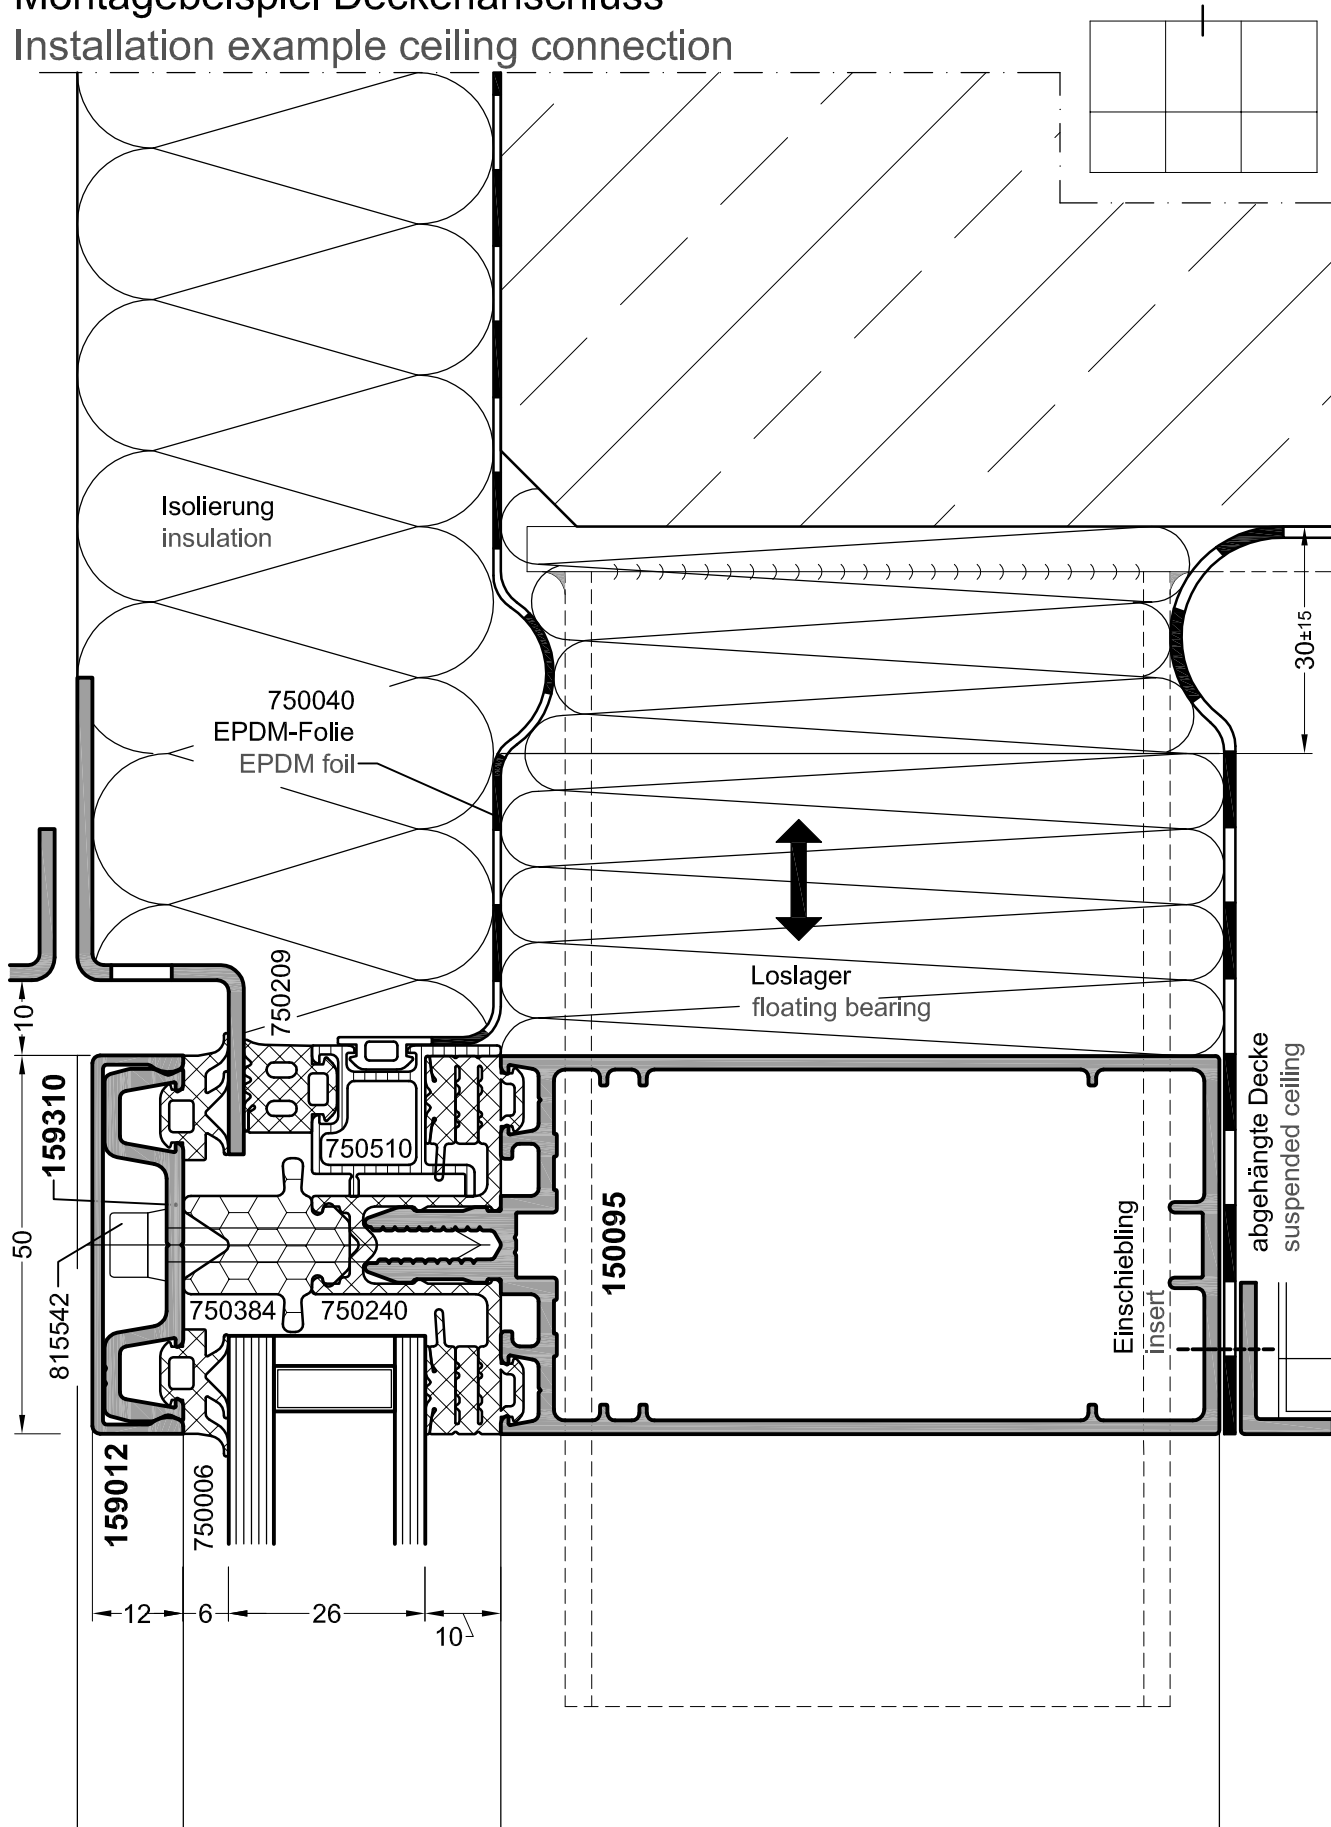 Montagebeispiel Deckenanschluss
Installation example ceiling connection
Isolierung
insulation
30±15
750040
EPDM-Folie
EPDM foil
750209
10
Loslager
floating bearing
abgehängte Decke
suspended ceiling
159310
750510
50
150095
Einschiebling
insert
815542
750384
750240
159012
750006
12
6
26
10